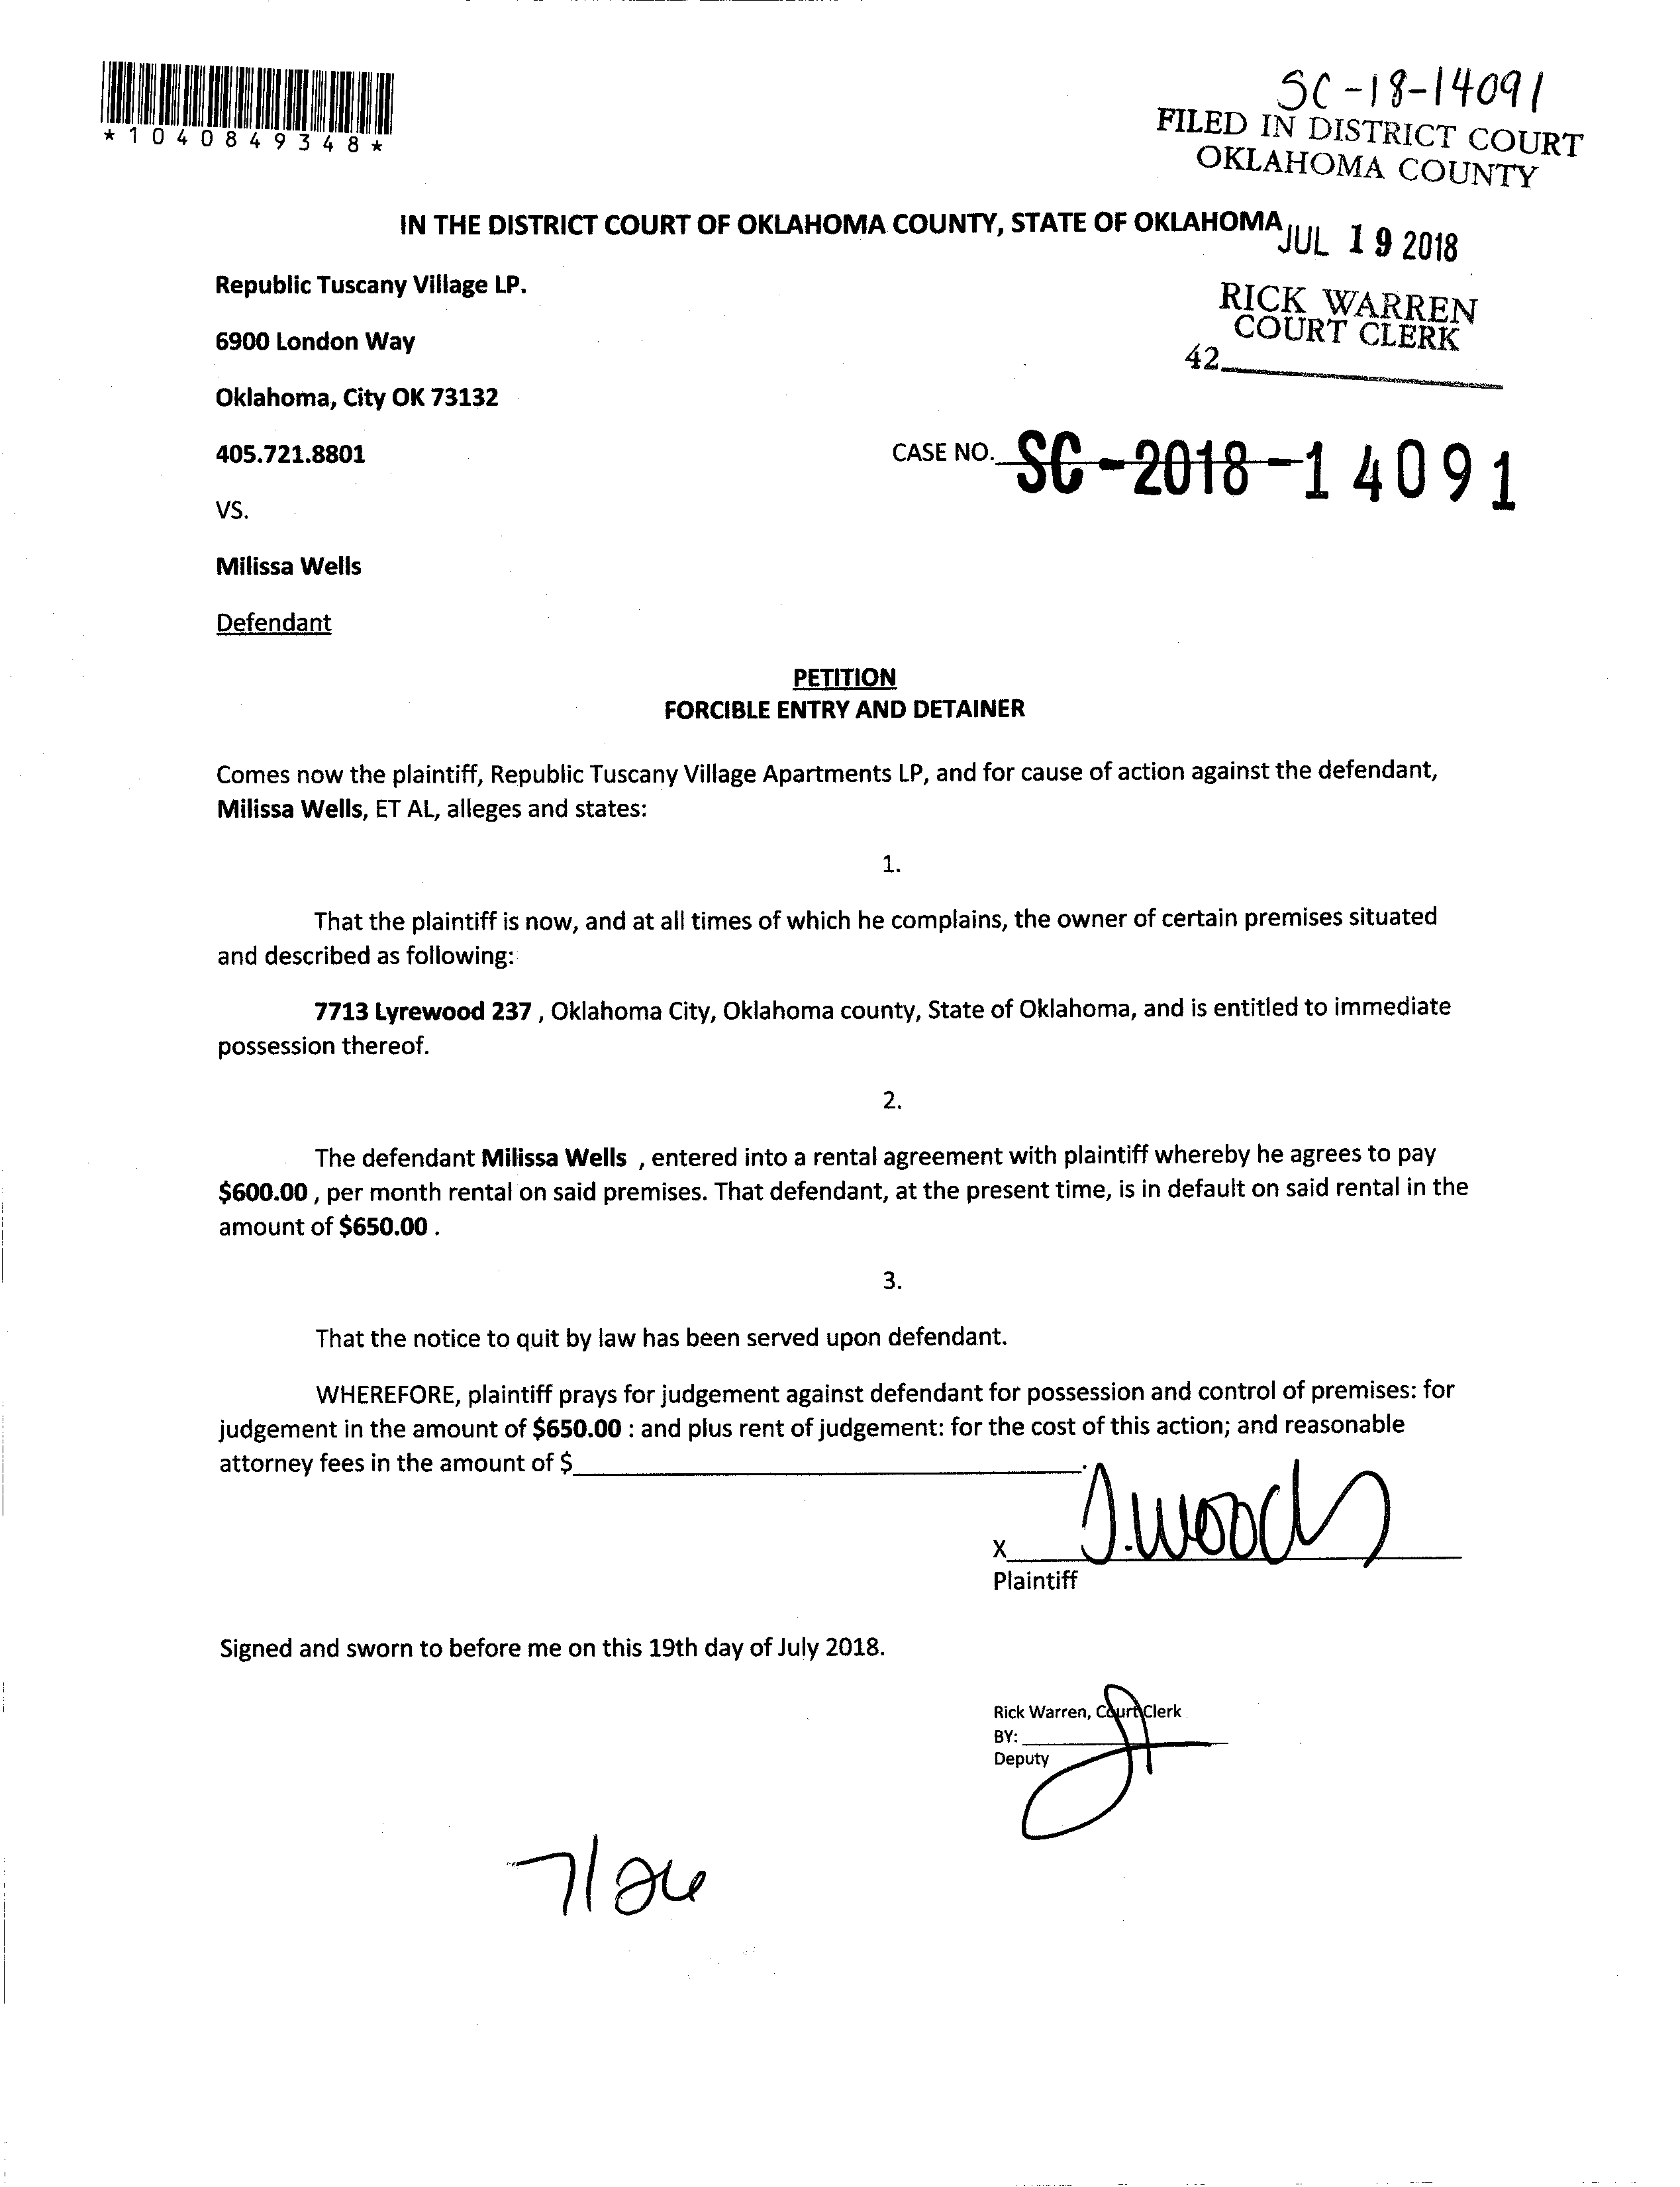 SC-18-14091
FILED IN DISTRICT COURT
OKLAHOMA COUNTY
*1040849348*
IN THE DISTRICT COURT OF OKLAHOMA COUNTY, STATE OF OKLAHOMA
JUL 19 2018
Republic Tuscany Village LP.
RICK WARREN
COURT CLERK
6900 London Way
42
Oklahoma, City OK 73132
405.721.8801
CASE NO. SC-2018-14091
VS.
Milissa Wells
Defendant
PETITION
FORCIBLE ENTRY AND DETAINER
Comes now the plaintiff, Republic Tuscany Village Apartments LP, and for cause of action against the defendant,
Milissa Wells, ET AL, alleges and states:
1.
That the plaintiff is now, and at all times of which he complains, the owner of certain premises situated
and described as following:
7713 Lyrewood 237 , Oklahoma City, Oklahoma county, State of Oklahoma, and is entitled to immediate
possession thereof.
2.
The defendant Milissa Wells , entered into a rental agreement with plaintiff whereby he agrees to pay
$600.00 , per month rental on said premises. That defendant, at the present time, is in default on said rental in the
amount of $650.00 .
3.
That the notice to quit by law has been served upon defendant.
WHEREFORE, plaintiff prays for judgement against defendant for possession and control of premises: for
judgement in the amount of $650.00 : and plus rent of judgement: for the cost of this action; and reasonable
attorney fees in the amount of $ .
X
Plaintiff
Signed and sworn to before me on this 19th day of July 2018.
Rick Warren, Court Clerk
BY:
Deputy
7/26